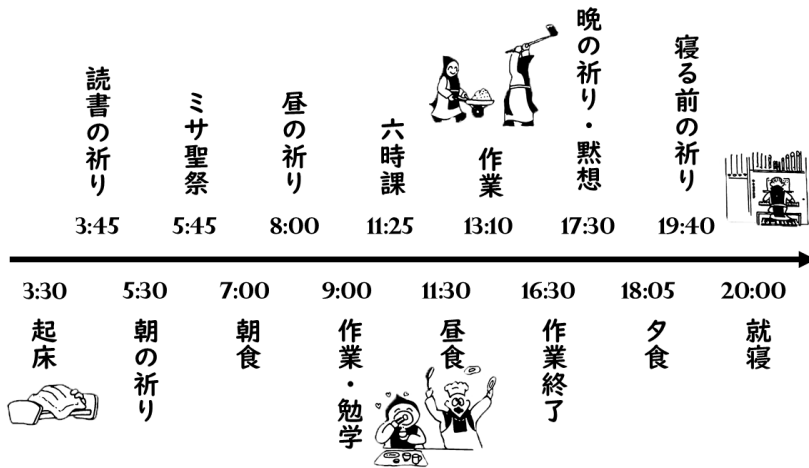 読書の祈り
3:45
ミサ聖祭
5:45
昼の祈り
8:00
六時課
11:25
作業
13:10
晩の祈り・黙想
17:30
寝る前の祈り
19:40
3:30
起床
5:30
朝の祈り
7:00
朝食
9:00
作業・勉学
11:30
昼食
16:30
作業終了
18:05
夕食
20:00
就寝